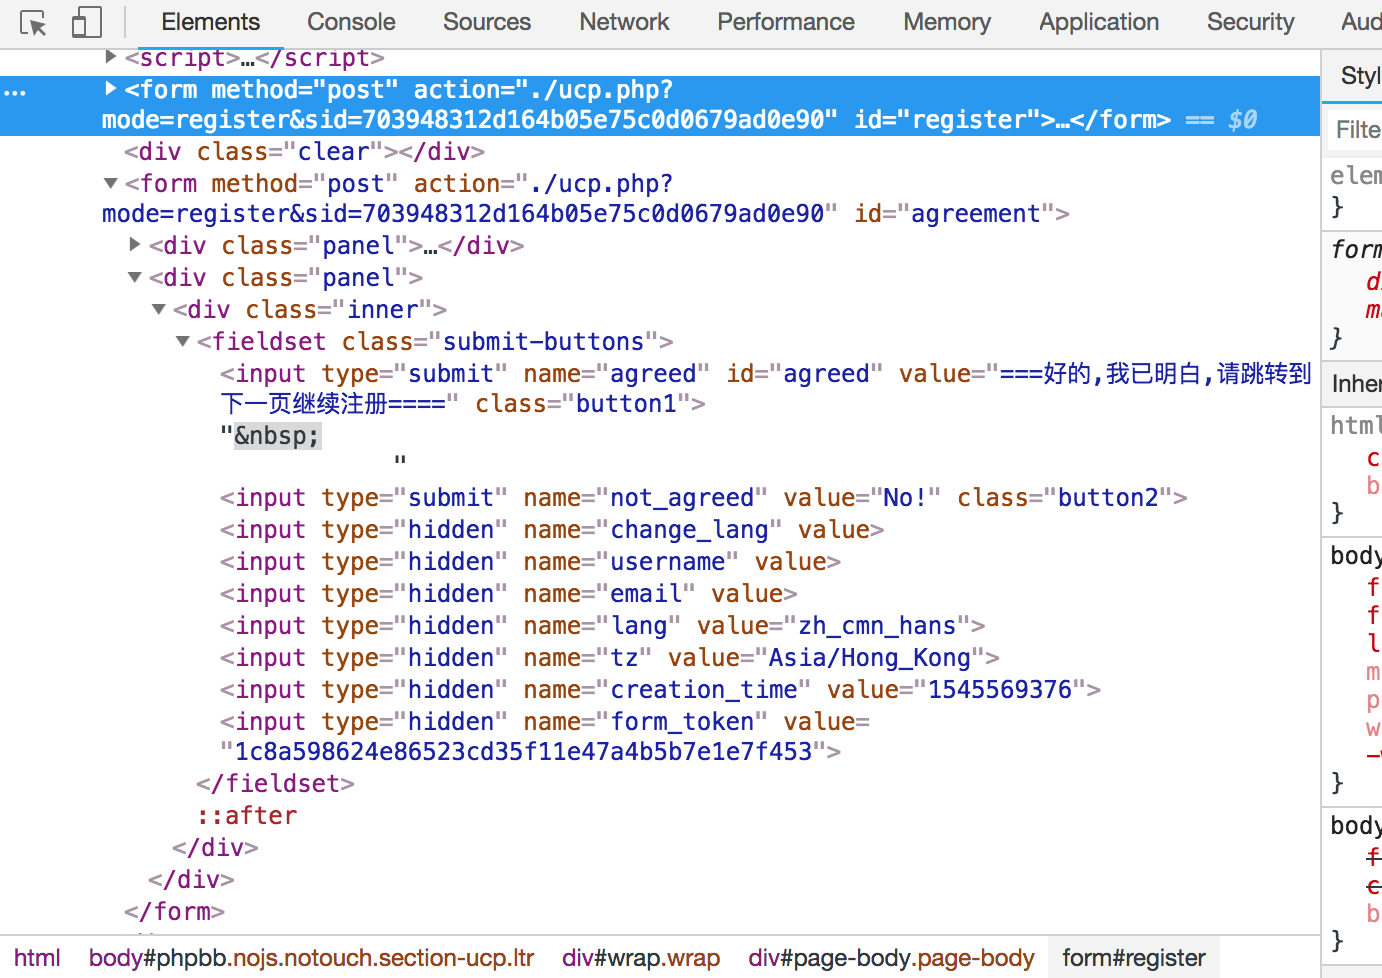 Elements Console Sources Network Performance Memory Application Security Aud
<script>…</script>
<form method="post" action="./ucp.php?
mode=register&sid=703948312d164b05e75c0d0679ad0e90" id="register">…</form> == $0
<div class="clear"></div>
<form method="post" action="./ucp.php?
mode=register&sid=703948312d164b05e75c0d0679ad0e90" id="agreement">
<div class="panel">…</div>
<div class="panel">
<div class="inner">
<fieldset class="submit-buttons">
<input type="submit" name="agreed" id="agreed" value="===好的,我已明白,请跳转到
下一页继续注册====" class="button1">
"&nbsp;
"
<input type="submit" name="not_agreed" value="No!" class="button2">
<input type="hidden" name="change_lang" value>
<input type="hidden" name="username" value>
<input type="hidden" name="email" value>
<input type="hidden" name="lang" value="zh_cmn_hans">
<input type="hidden" name="tz" value="Asia/Hong_Kong">
<input type="hidden" name="creation_time" value="1545569376">
<input type="hidden" name="form_token" value=
"1c8a598624e86523cd35f11e47a4b5b7e1e7f453">
</fieldset>
::after
</div>
</div>
</form>
html body#phpbb.nojs.notouch.section-ucp.ltr div#wrap.wrap div#page-body.page-body form#register
Styl
Filte
elem
}
form
d
m
}
Inher
html
c
b
}
body
f
f
l
m
p
w
-
}
body
f
c
b
}